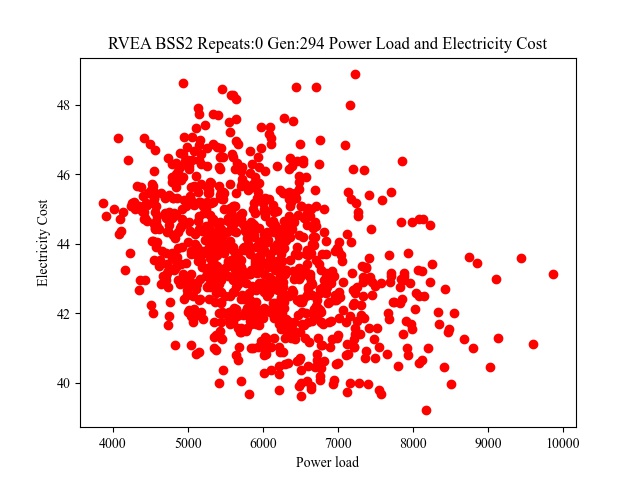 RVEA BSS2 Repeats:0 Gen:294 Power Load and Electricity Cost
48
46
44
42
40
Electricity Cost
4000 5000 6000 7000 8000 9000 10000
Power load